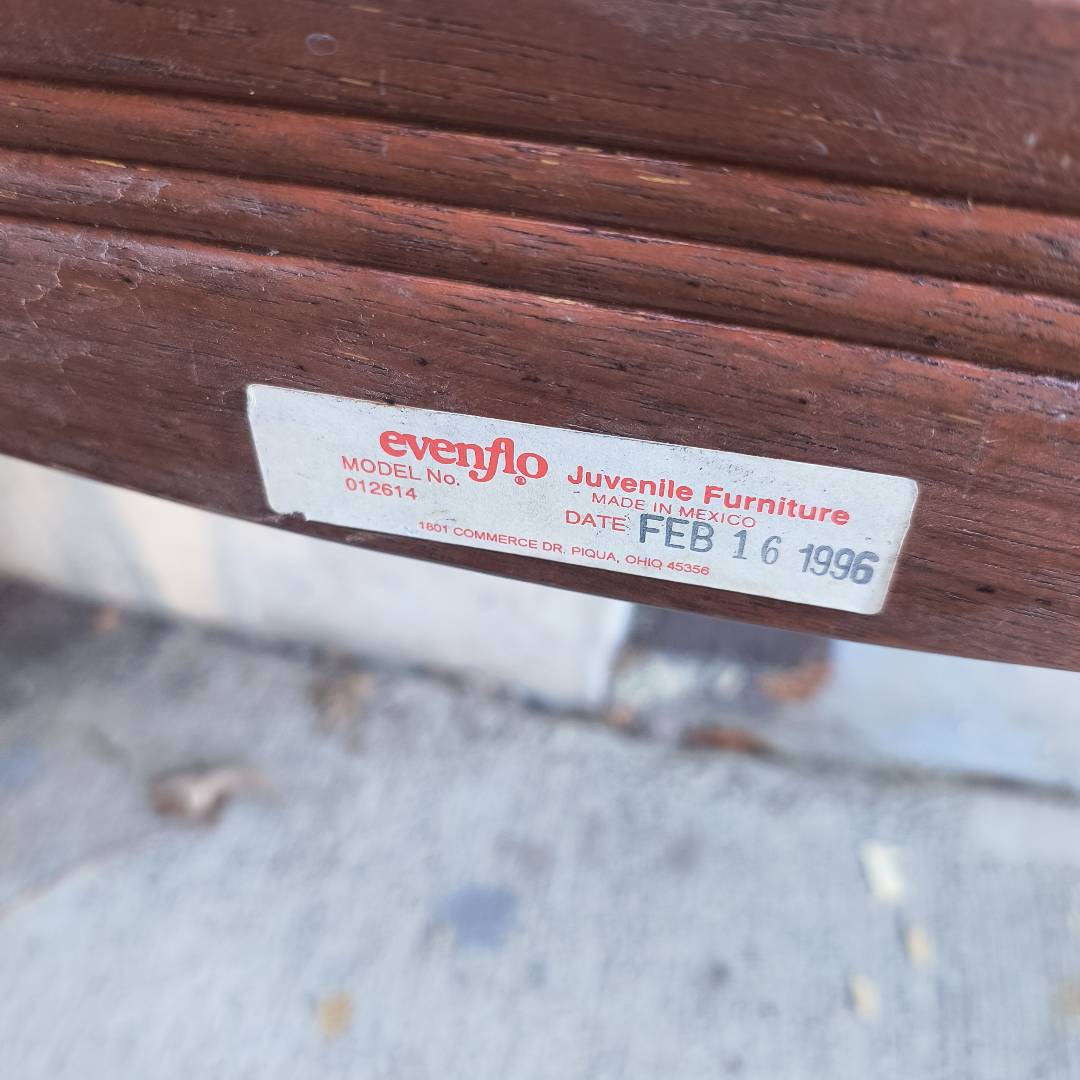 evenflo®
MODEL No.
012614
Juvenile Furniture
MADE IN MEXICO
DATE FEB 16 1996
1801 COMMERCE DR. PIQUA, OHIO 45356